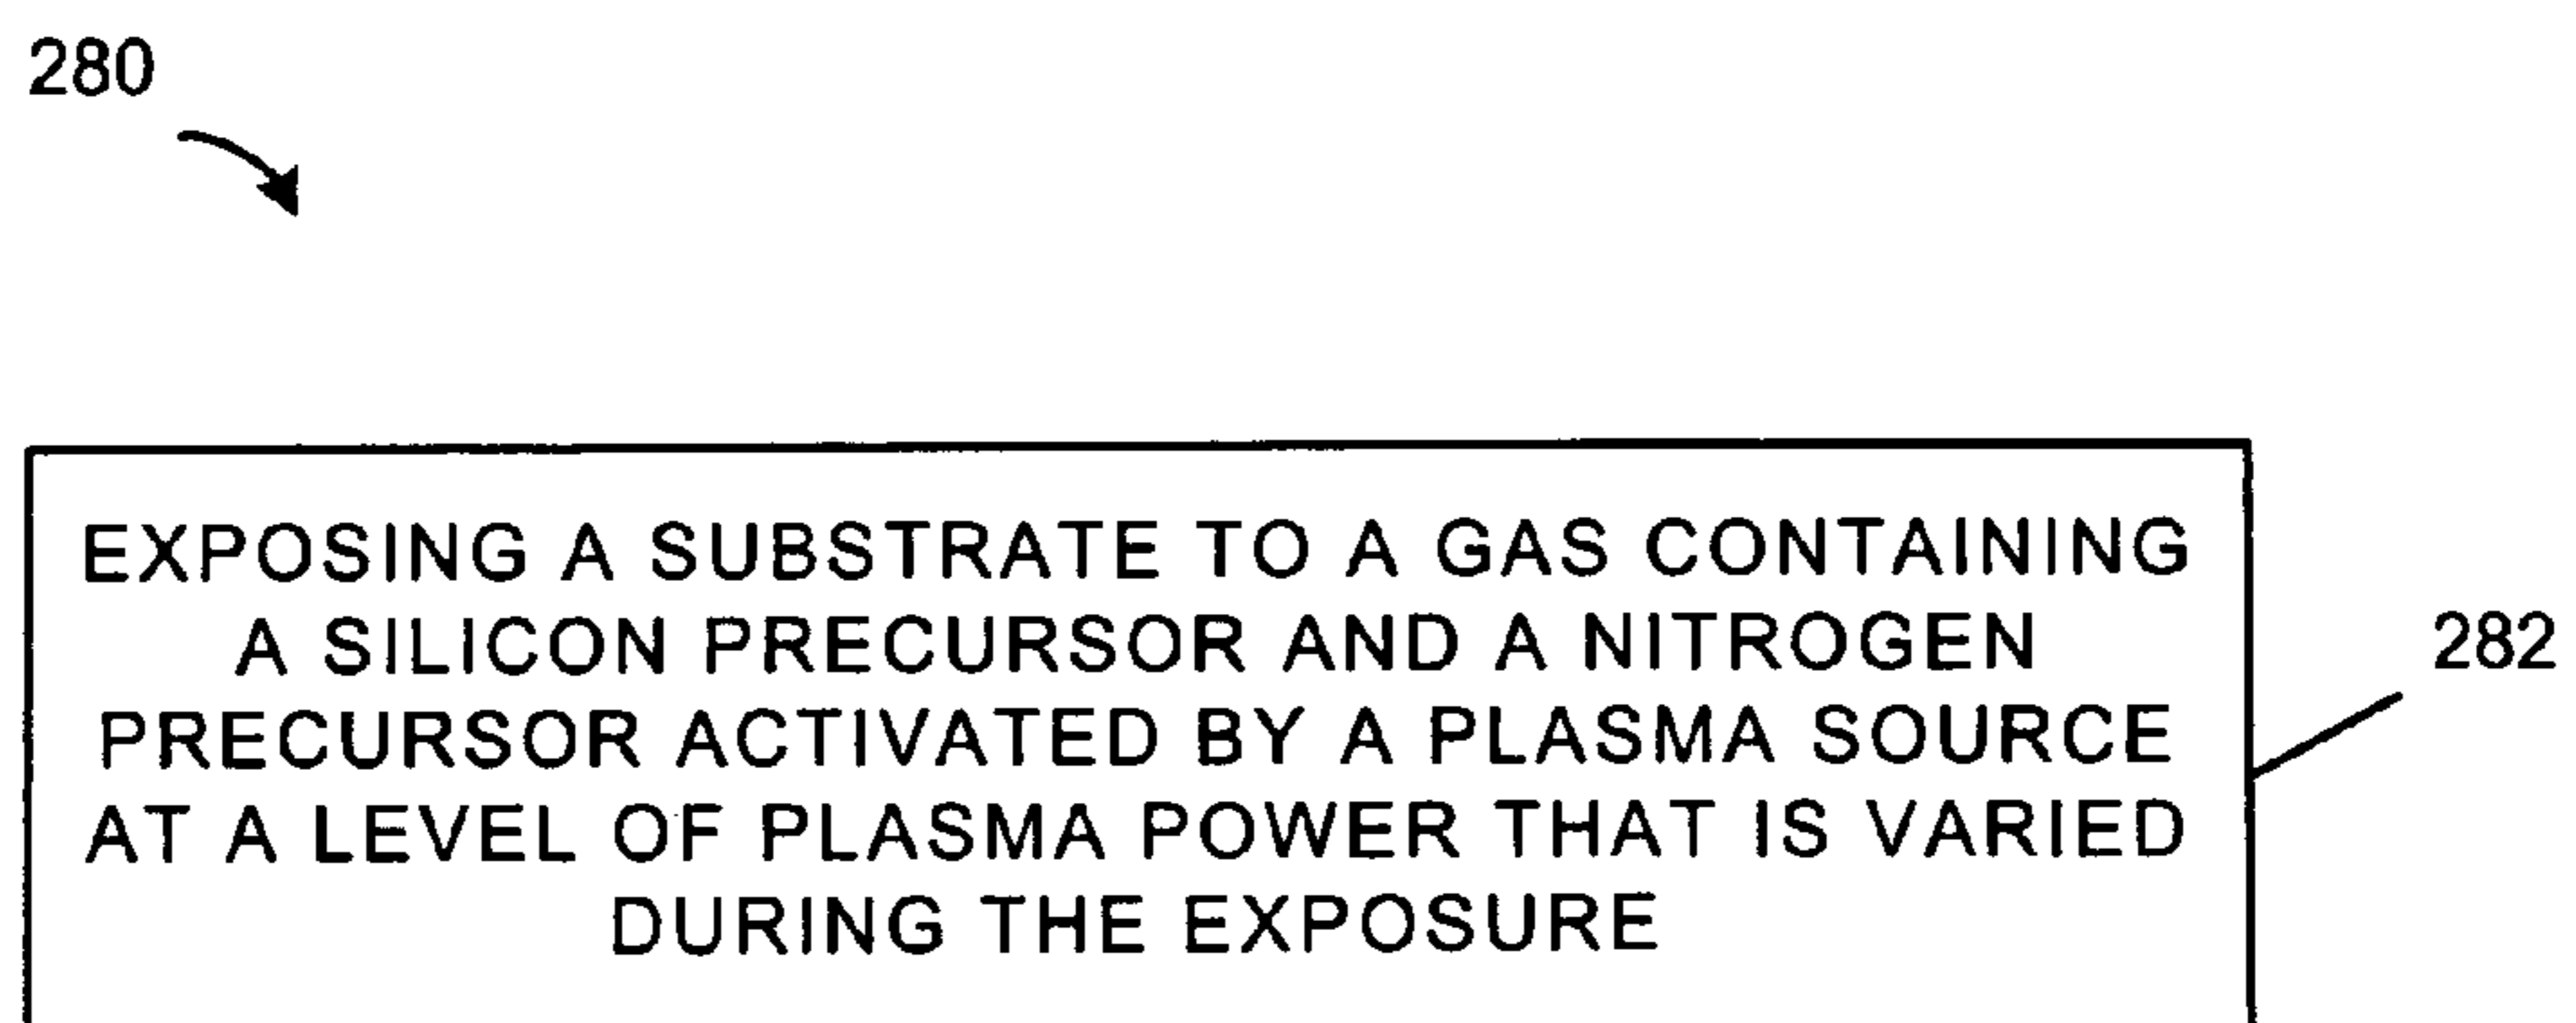 280
EXPOSING A SUBSTRATE TO A GAS CONTAINING
A SILICON PRECURSOR AND A NITROGEN
PRECURSOR ACTIVATED BY A PLASMA SOURCE
AT A LEVEL OF PLASMA POWER THAT IS VARIED
DURING THE EXPOSURE
282